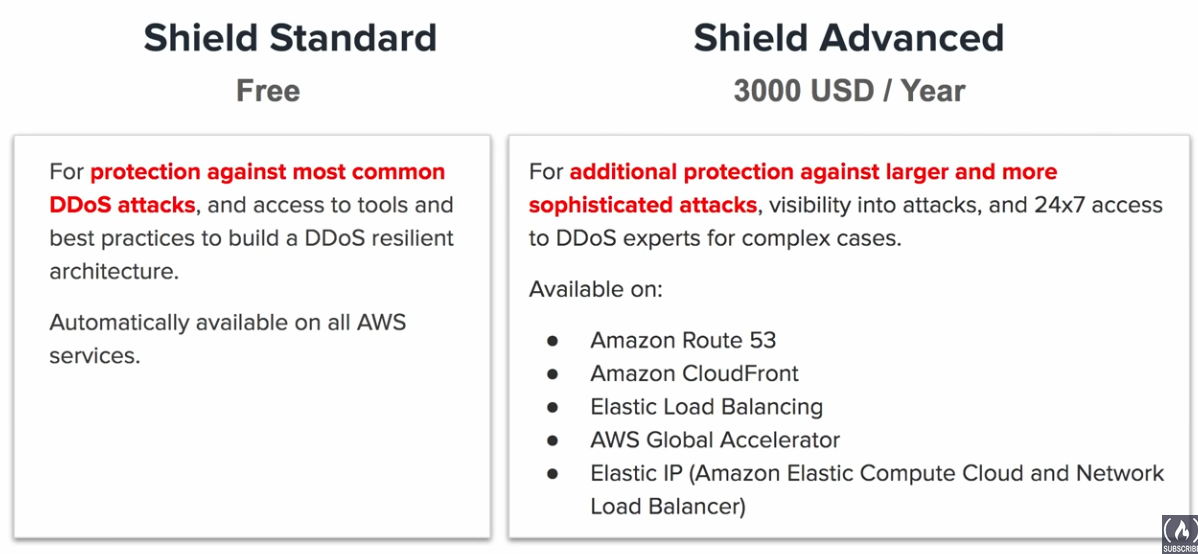 Shield Standard
Free
For protection against most common
DDoS attacks, and access to tools and
best practices to build a DDoS resilient
architecture.
Automatically available on all AWS
services.
Shield Advanced
3000 USD / Year
For additional protection against larger and more
sophisticated attacks, visibility into attacks, and 24x7 access
to DDoS experts for complex cases.
Available on:
● Amazon Route 53
● Amazon CloudFront
● Elastic Load Balancing
● AWS Global Accelerator
● Elastic IP (Amazon Elastic Compute Cloud and Network
Load Balancer)
SUBSCRIBE